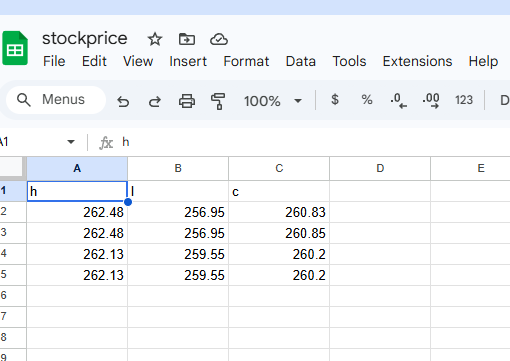 stockprice
File Edit View Insert Format Data Tools Extensions Help
Menus 100% $ % .0 .00 123
A1 fx h
A B C D E
1 h l c
2 262.48 256.95 260.83
3 262.48 256.95 260.85
4 262.13 259.55 260.2
5 262.13 259.55 260.2
6
7
8
9